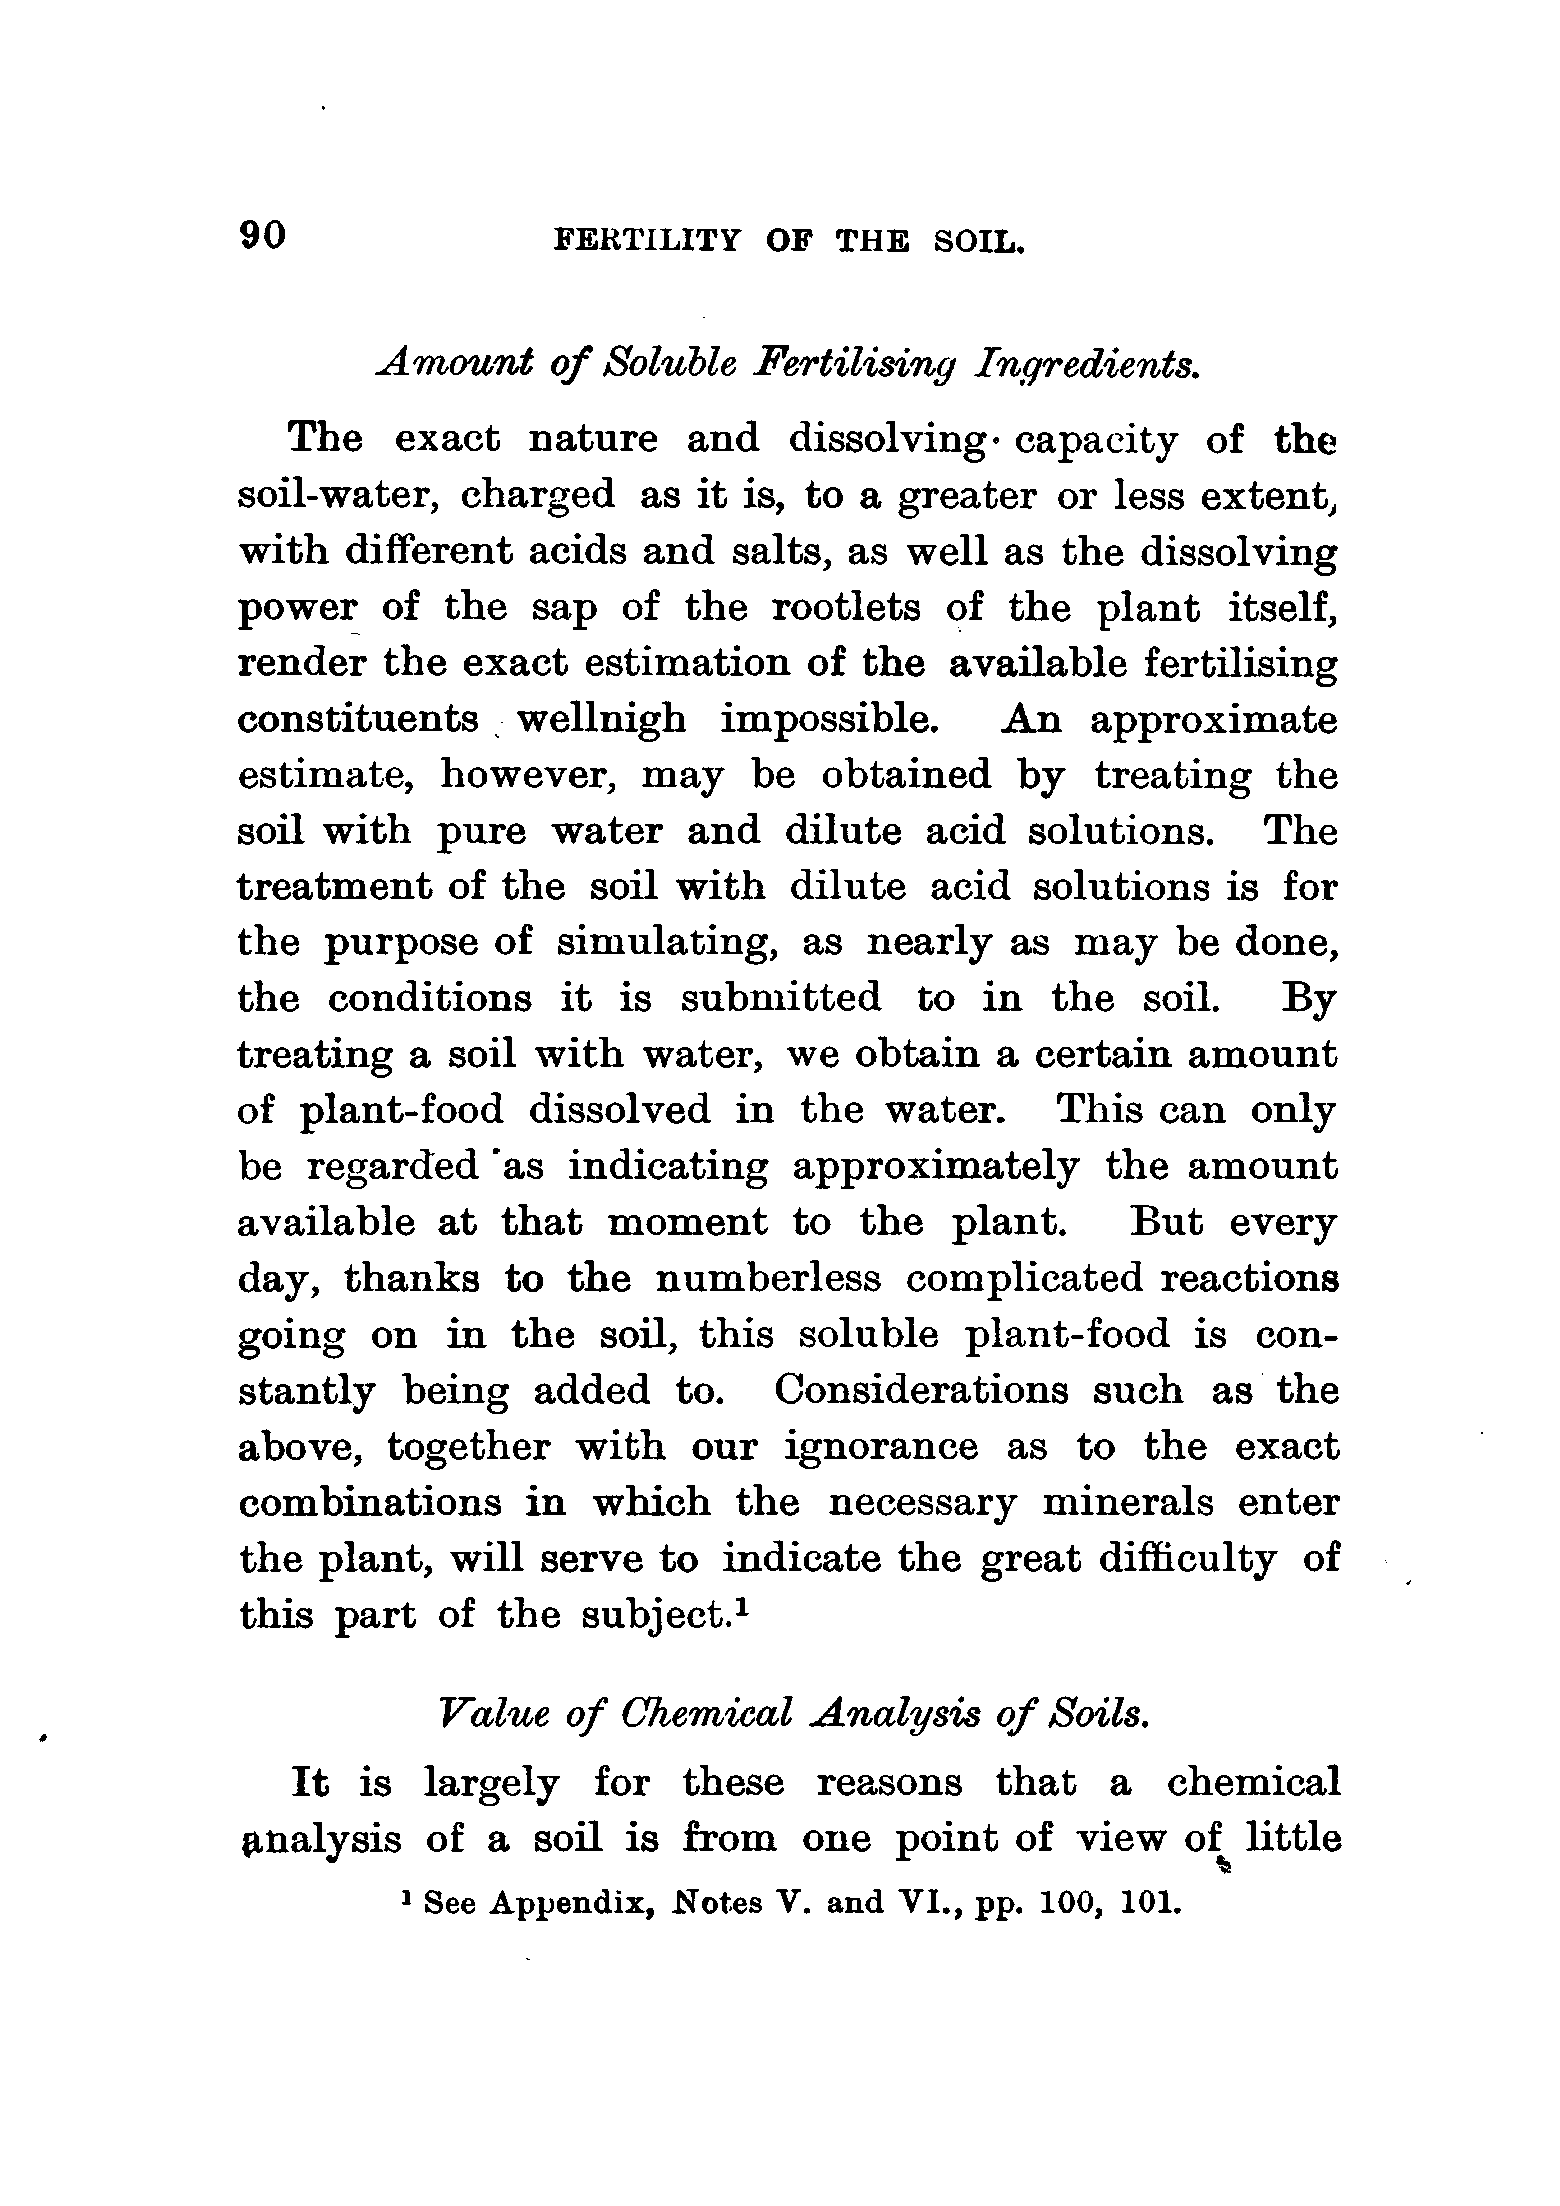 90 FERTILITY OF THE SOIL.
Amount of Soluble Fertilising Ingredients.
The exact nature and dissolving capacity of the
soil-water, charged as it is, to a greater or less extent,
with different acids and salts, as well as the dissolving
power of the sap of the rootlets of the plant itself,
render the exact estimation of the available fertilising
constituents wellnigh impossible. An approximate
estimate, however, may be obtained by treating the
soil with pure water and dilute acid solutions. The
treatment of the soil with dilute acid solutions is for
the purpose of simulating, as nearly as may be done,
the conditions it is submitted to in the soil. By
treating a soil with water, we obtain a certain amount
of plant-food dissolved in the water. This can only
be regarded as indicating approximately the amount
available at that moment to the plant. But every
day, thanks to the numberless complicated reactions
going on in the soil, this soluble plant-food is con-
stantly being added to. Considerations such as the
above, together with our ignorance as to the exact
combinations in which the necessary minerals enter
the plant, will serve to indicate the great difficulty of
this part of the subject.¹
Value of Chemical Analysis of Soils.
It is largely for these reasons that a chemical
analysis of a soil is from one point of view of little
¹ See Appendix, Notes V. and VI., pp. 100, 101.